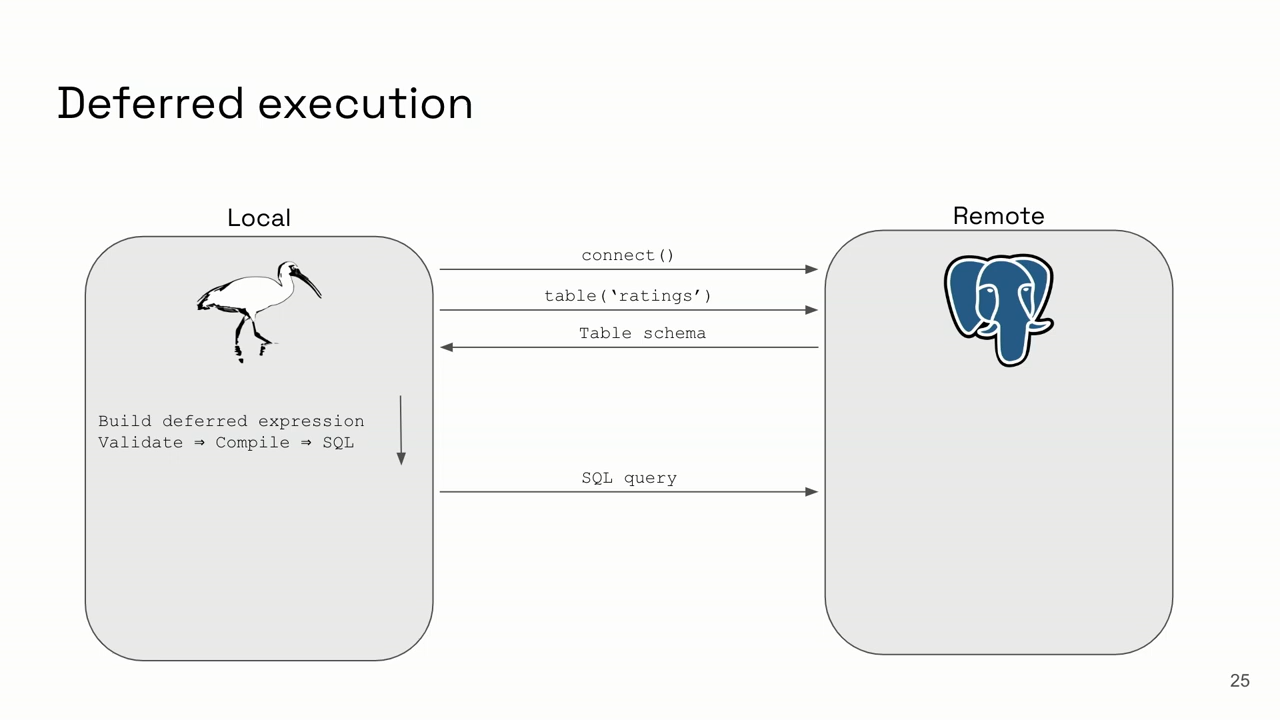 Deferred execution
Local
Remote
connect()
table(‘ratings’)
Table schema
Build deferred expression
Validate ⇒ Compile ⇒ SQL
SQL query
25